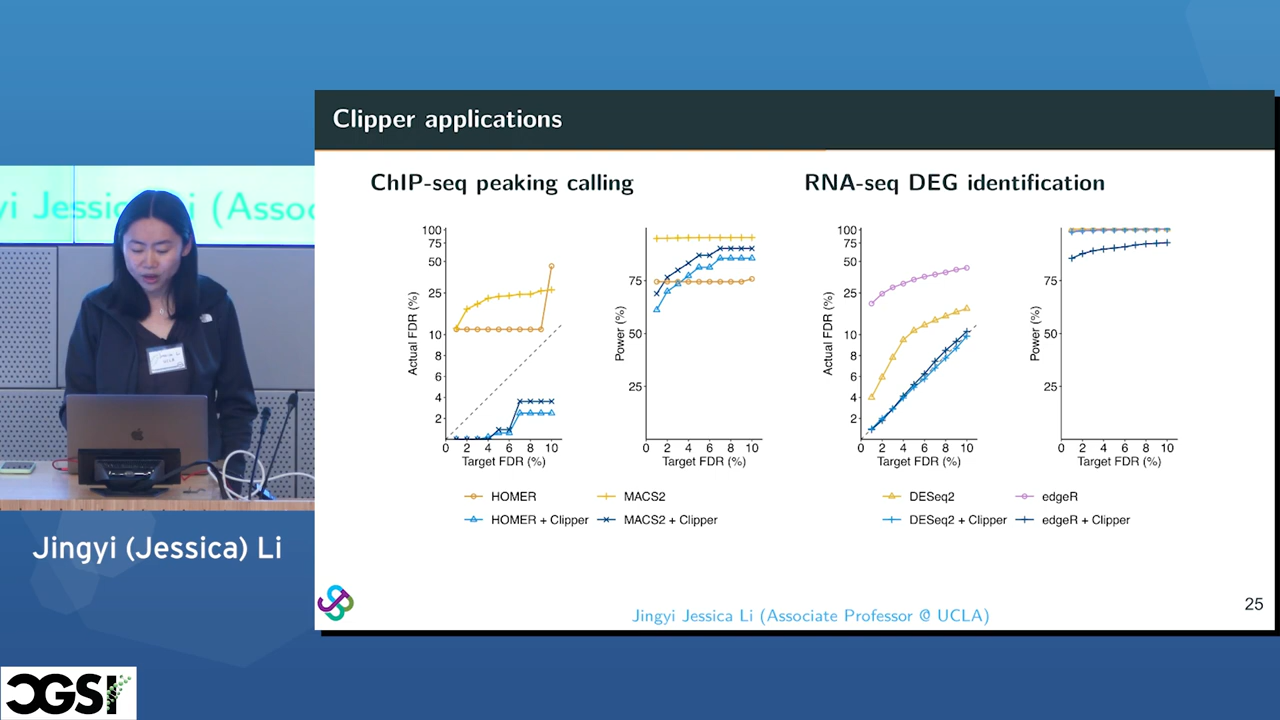 Clipper applications
ChIP-seq peaking calling
RNA-seq DEG identification
100
75
50
25
10
8
6
4
2
0 2 4 6 8 10
Actual FDR (%)
Target FDR (%)
75
50
25
0 2 4 6 8 10
Power (%)
Target FDR (%)
100
75
50
25
10
8
6
4
2
0 2 4 6 8 10
Actual FDR (%)
Target FDR (%)
75
50
25
0 2 4 6 8 10
Power (%)
Target FDR (%)
HOMER MACS2
HOMER + Clipper MACS2 + Clipper
DESeq2 edgeR
DESeq2 + Clipper edgeR + Clipper
Jingyi Jessica Li (Associate Professor @ UCLA)
25
yi Jessic i (Assoc
Jingyi (Jessica) Li
CGSI